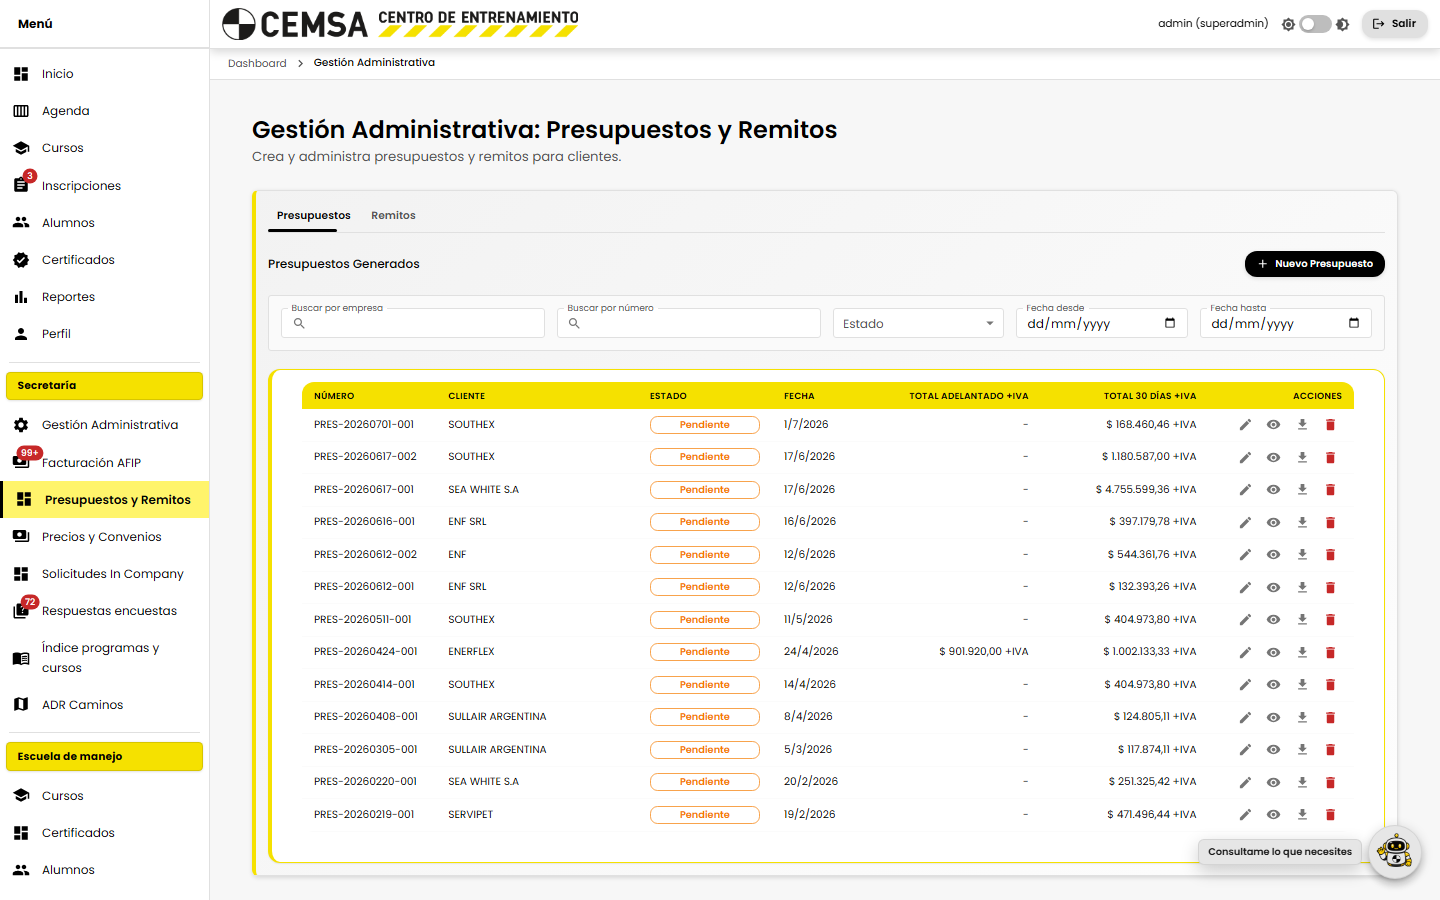 Menú
CEMSA CENTRO DE ENTRENAMIENTO
admin (superadmin)
Salir
Dashboard > Gestión Administrativa
Inicio
Agenda
Cursos
3
Inscripciones
Alumnos
Certificados
Reportes
Perfil
Secretaría
Gestión Administrativa
99+
Facturación AFIP
Presupuestos y Remitos
Precios y Convenios
Solicitudes In Company
72
Respuestas encuestas
Índice programas y
cursos
ADR Caminos
Escuela de manejo
Cursos
Certificados
Alumnos
Gestión Administrativa: Presupuestos y Remitos
Crea y administra presupuestos y remitos para clientes.
Presupuestos Remitos
Presupuestos Generados
+ Nuevo Presupuesto
Buscar por empresa
Buscar por número
Estado
Fecha desde
dd/mm/yyyy
Fecha hasta
dd/mm/yyyy
NÚMERO CLIENTE ESTADO FECHA TOTAL ADELANTADO +IVA TOTAL 30 DÍAS +IVA ACCIONES
PRES-20260701-001 SOUTHEX Pendiente 1/7/2026 - $ 168.460,46 +IVA
PRES-20260617-002 SOUTHEX Pendiente 17/6/2026 - $ 1.180.587,00 +IVA
PRES-20260617-001 SEA WHITE S.A Pendiente 17/6/2026 - $ 4.755.599,36 +IVA
PRES-20260616-001 ENF SRL Pendiente 16/6/2026 - $ 397.179,78 +IVA
PRES-20260612-002 ENF Pendiente 12/6/2026 - $ 544.361,76 +IVA
PRES-20260612-001 ENF SRL Pendiente 12/6/2026 - $ 132.393,26 +IVA
PRES-20260511-001 SOUTHEX Pendiente 11/5/2026 - $ 404.973,80 +IVA
PRES-20260424-001 ENERFLEX Pendiente 24/4/2026 $ 901.920,00 +IVA $ 1.002.133,33 +IVA
PRES-20260414-001 SOUTHEX Pendiente 14/4/2026 - $ 404.973,80 +IVA
PRES-20260408-001 SULLAIR ARGENTINA Pendiente 8/4/2026 - $ 124.805,11 +IVA
PRES-20260305-001 SULLAIR ARGENTINA Pendiente 5/3/2026 - $ 117.874,11 +IVA
PRES-20260220-001 SEA WHITE S.A Pendiente 20/2/2026 - $ 251.325,42 +IVA
PRES-20260219-001 SERVIPET Pendiente 19/2/2026 - $ 471.496,44 +IVA
Consultame lo que necesites